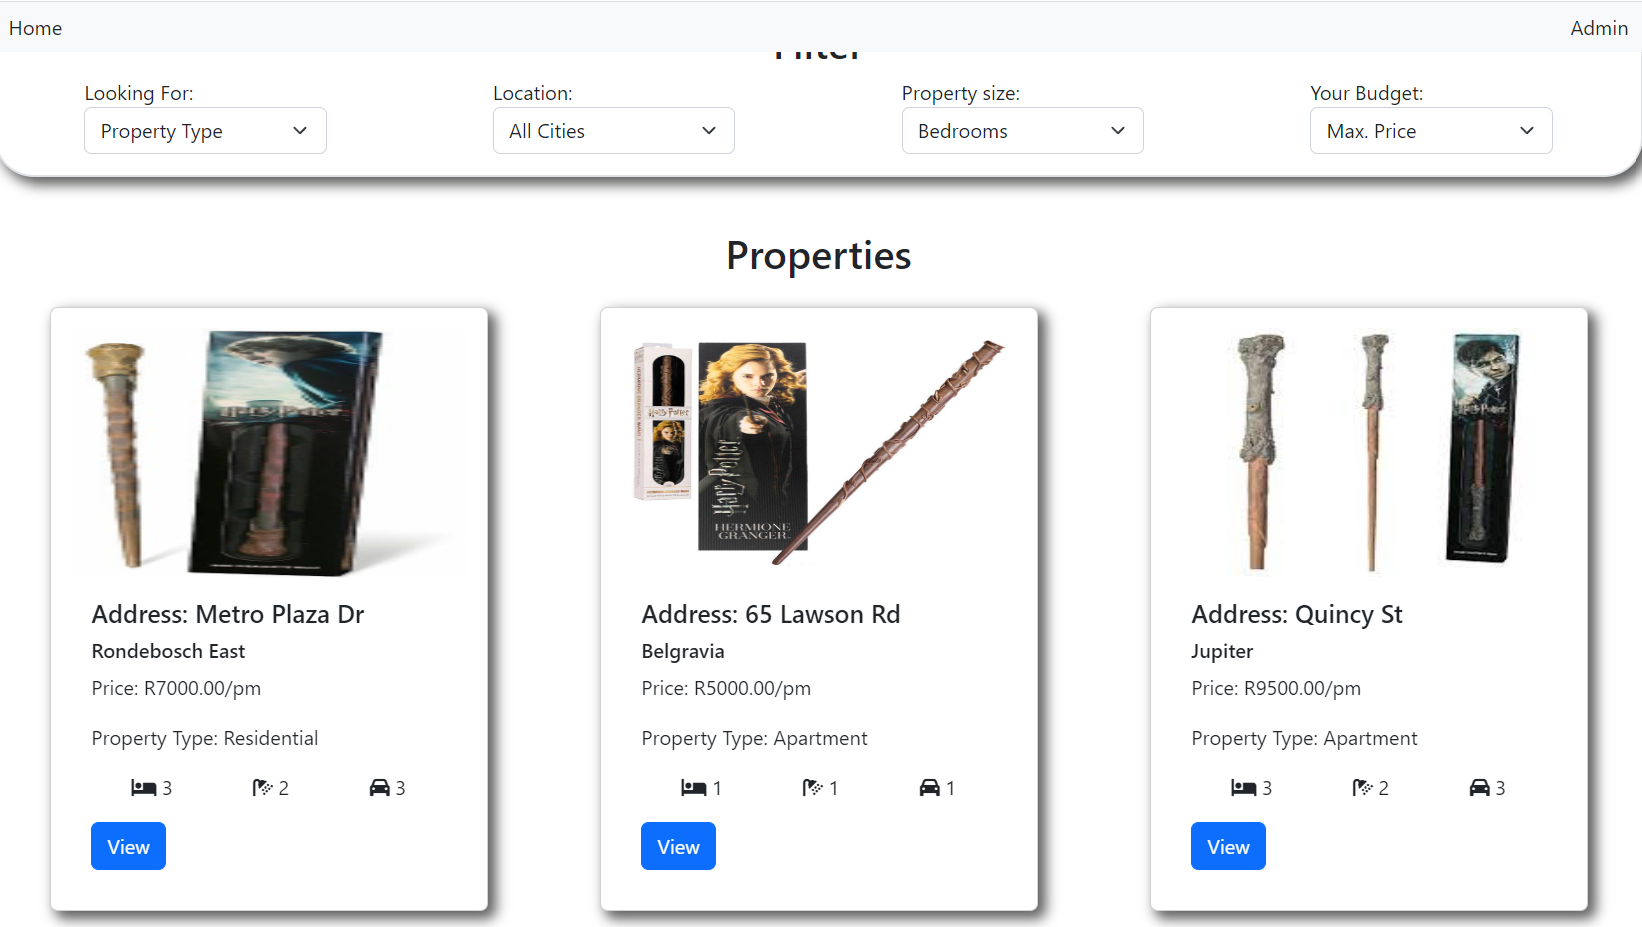 Home
Admin
Filter
Looking For:
Location:
Property size:
Your Budget:
Property Type
All Cities
Bedrooms
Max. Price
Properties
Harry Potter
Harry Potter
HERMIONE
GRANGER
Harry Potter
Address: Metro Plaza Dr
Rondebosch East
Price: R7000.00/pm
Property Type: Residential
3 2 3
View
Address: 65 Lawson Rd
Belgravia
Price: R5000.00/pm
Property Type: Apartment
1 1 1
View
Address: Quincy St
Jupiter
Price: R9500.00/pm
Property Type: Apartment
3 2 3
View